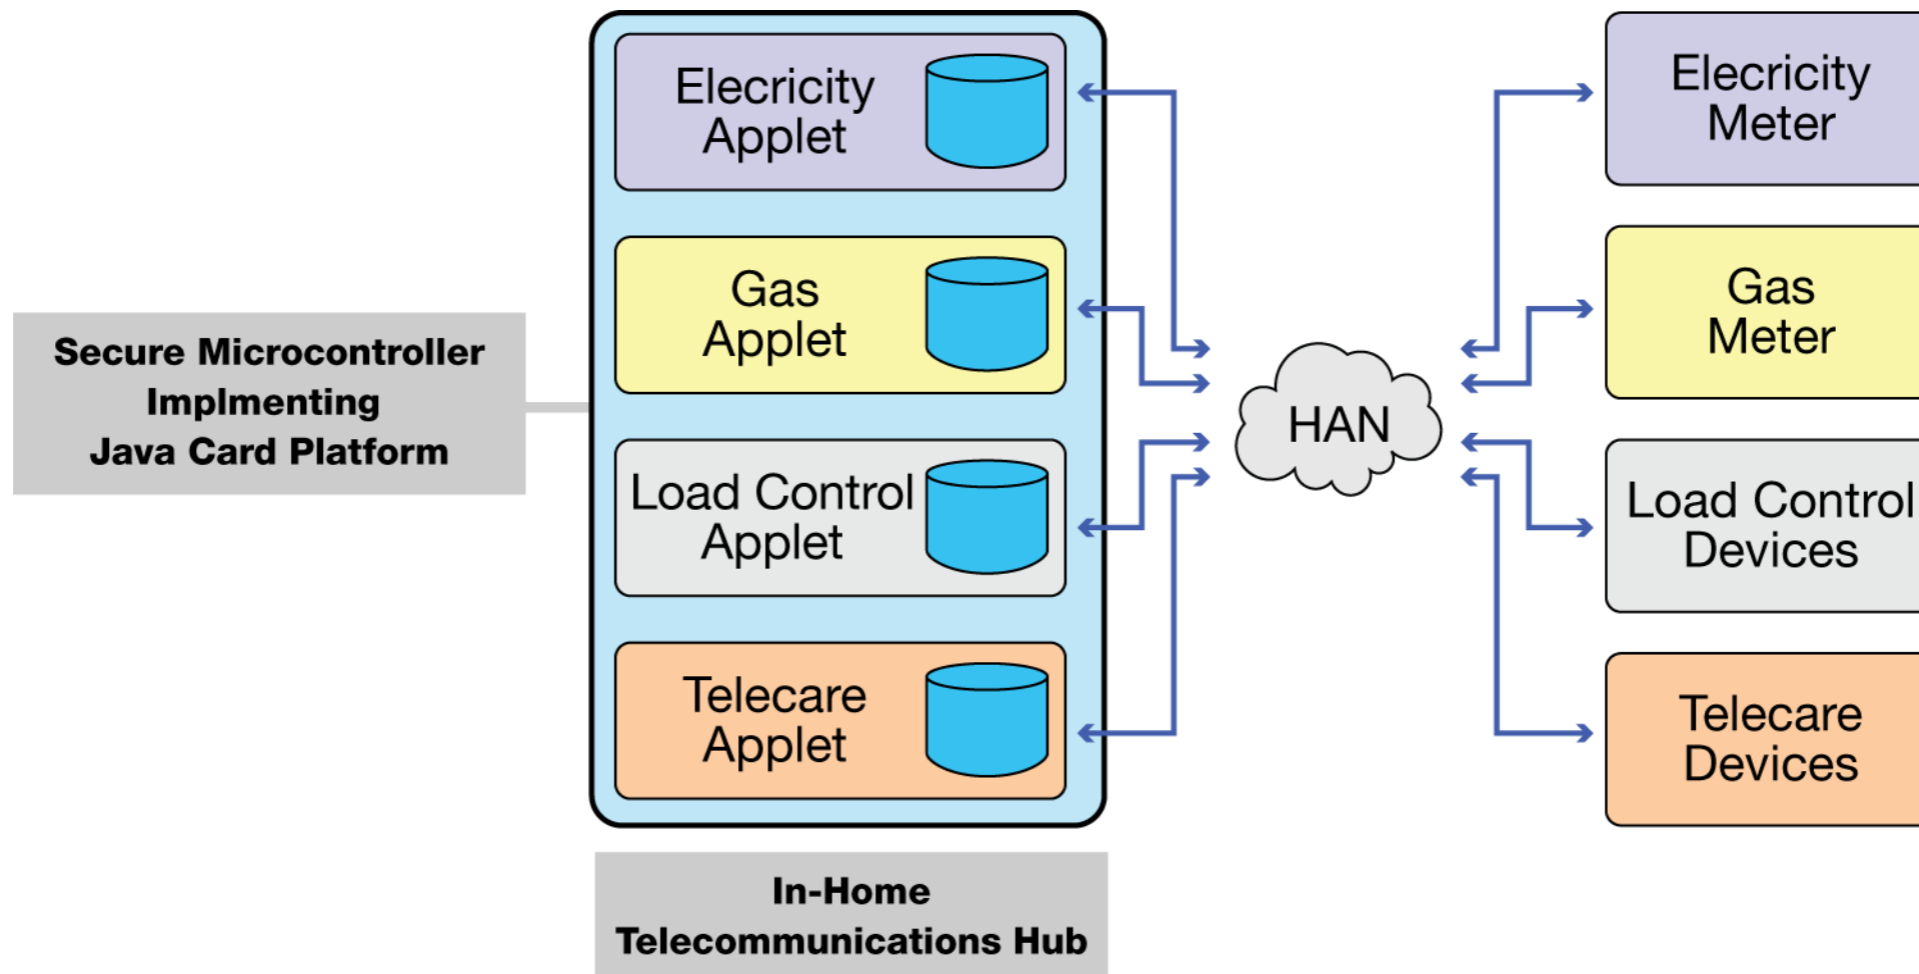 Elecricity
Applet
Gas
Applet
Load Control
Applet
Telecare
Applet
Secure Microcontroller
Implmenting
Java Card Platform
In-Home
Telecommunications Hub
HAN
Elecricity
Meter
Gas
Meter
Load Control
Devices
Telecare
Devices